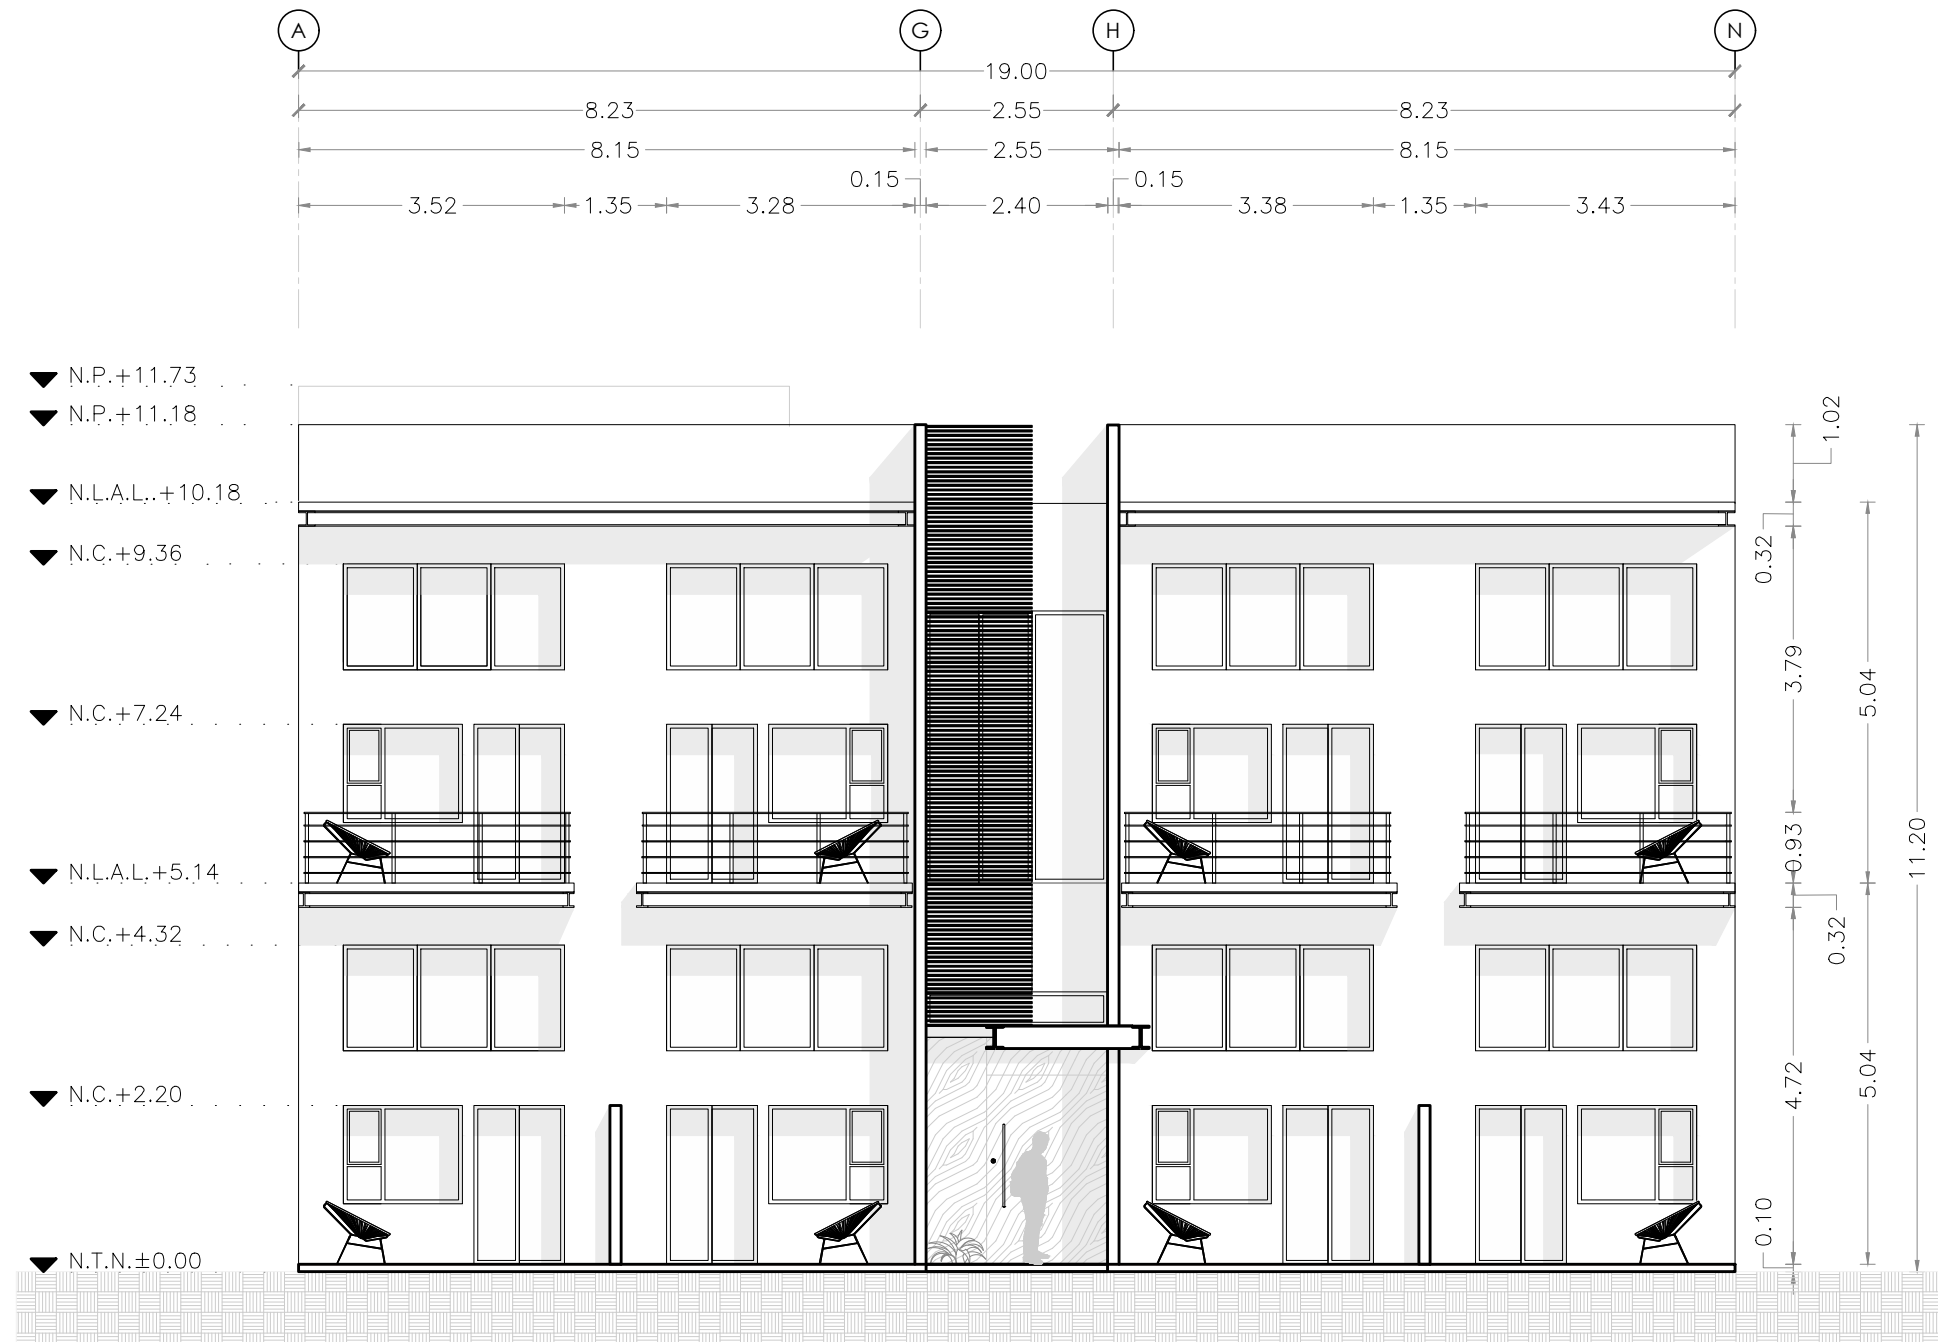 A G H N
19.00
8.23 2.55 8.23
8.15 2.55 8.15
0.15 0.15
3.52 1.35 3.28 2.40 3.38 1.35 3.43
N.P.+11.73
N.P.+11.18
N.L.A.L..+10.18
N.C.+9.36
N.C.+7.24
N.L.A.L.+5.14
N.C.+4.32
N.C.+2.20
N.T.N.±0.00
1.02
0.32
3.79
5.04
0.93
11.20
0.32
4.72
5.04
0.10